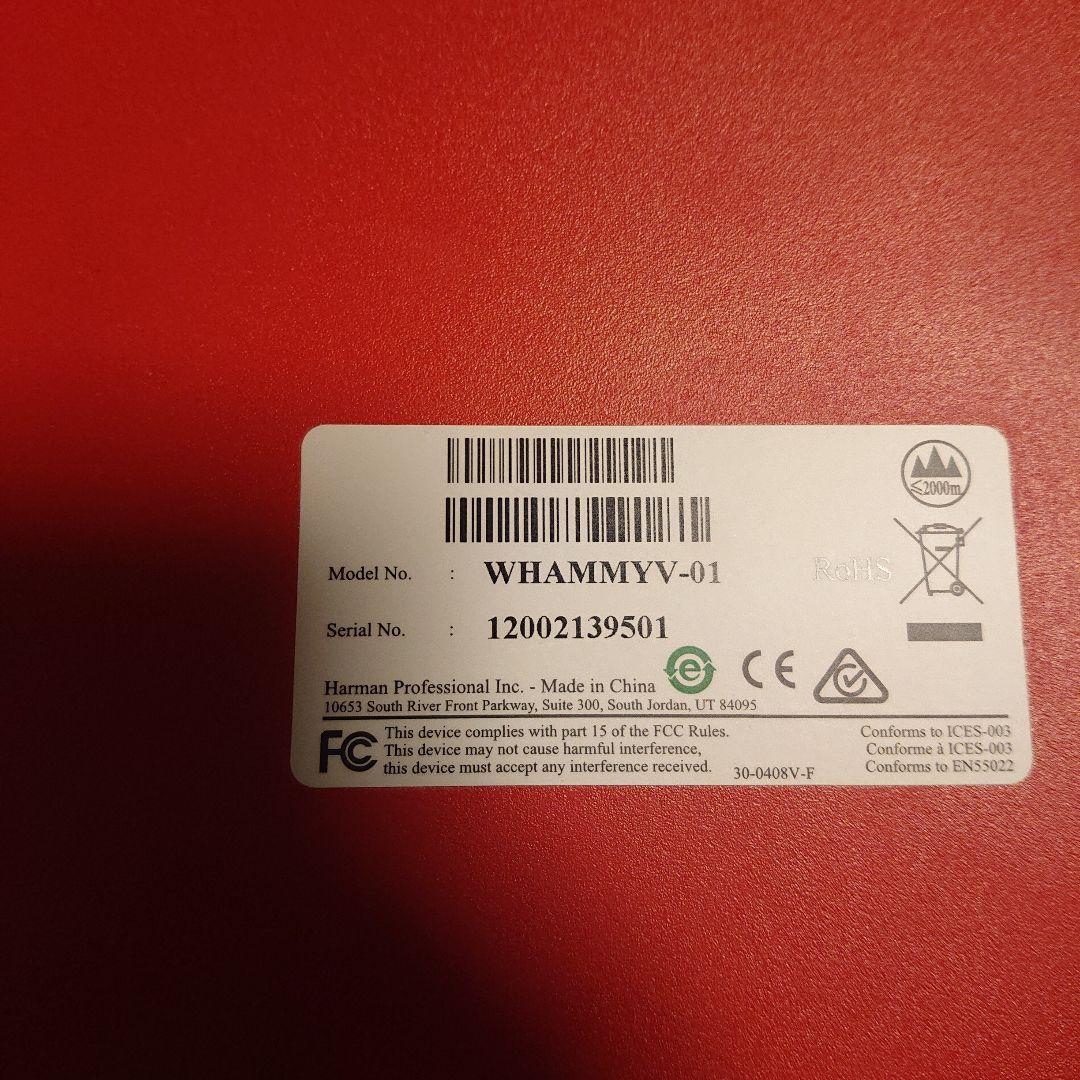 ≤2000m
Model No. : WHAMMYV-01
RoHS
Serial No. : 12002139501
e
CE
Harman Professional Inc. - Made in China
10653 South River Front Parkway, Suite 300, South Jordan, UT 84095
FC
This device complies with part 15 of the FCC Rules.
This device may not cause harmful interference,
this device must accept any interference received.
30-0408V-F
Conforms to ICES-003
Conforme à ICES-003
Conforms to EN55022